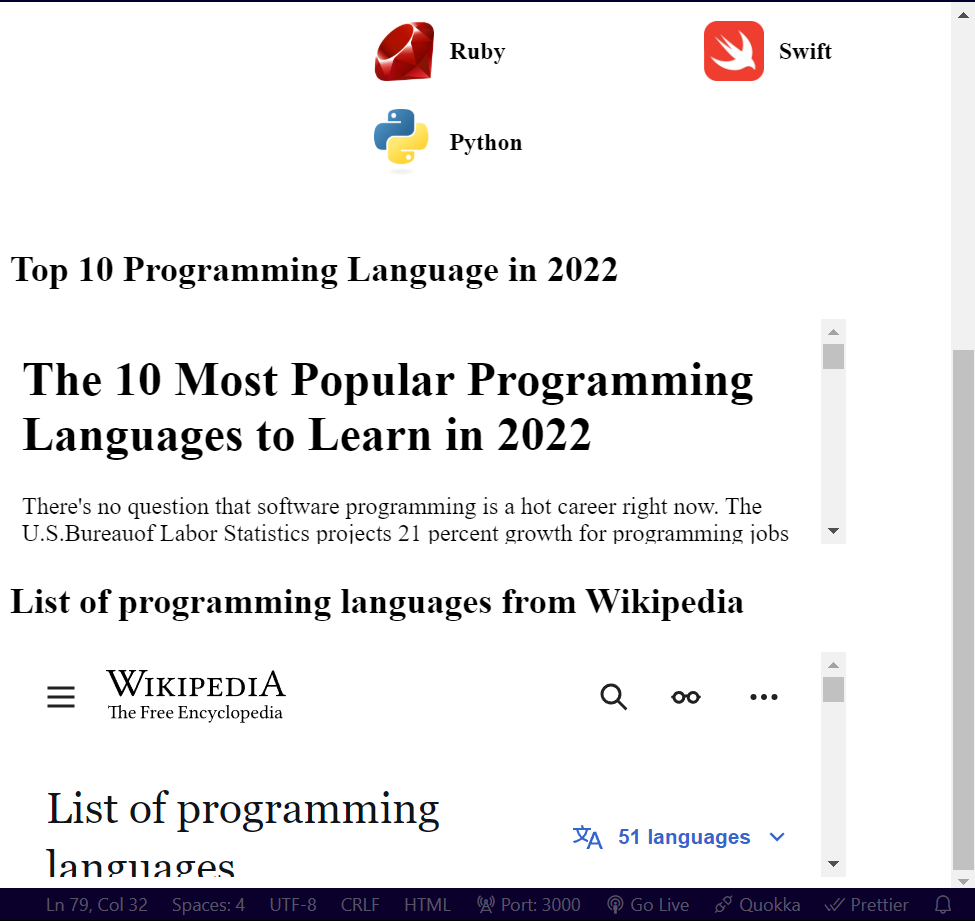 Ruby
Swift
Python
Top 10 Programming Language in 2022
The 10 Most Popular Programming
Languages to Learn in 2022
There's no question that software programming is a hot career right now. The
U.S.Bureauof Labor Statistics projects 21 percent growth for programming jobs
List of programming languages from Wikipedia
WIKIPEDIA
The Free Encyclopedia
List of programming
languages
51 languages
Ln 79, Col 32 Spaces: 4 UTF-8 CRLF HTML Port: 3000 Go Live Quokka Prettier